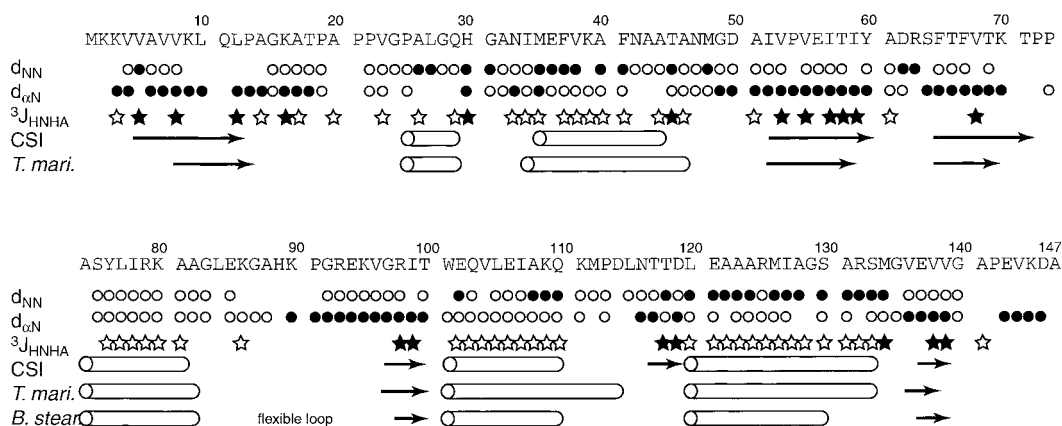 10 20 30 40 50 60 70
MKKVVAVVKL QLPAGKATPA PPVGPALGQH GANIMEFVKA FNAATANMGD AIVPVEITIY ADRSFTFVTK TPP
dNN
dαN
3JHNHA
CSI
T. mari.
80 90 100 110 120 130 140 147
ASYLIRK AAGLEKGAHK PGREKVGRIT WEQVLEIAKQ KMPDLNTTDL EAAARMIAGS ARSMGVEVVG APEVKDA
dNN
dαN
3JHNHA
CSI
T. mari.
B. stear. flexible loop